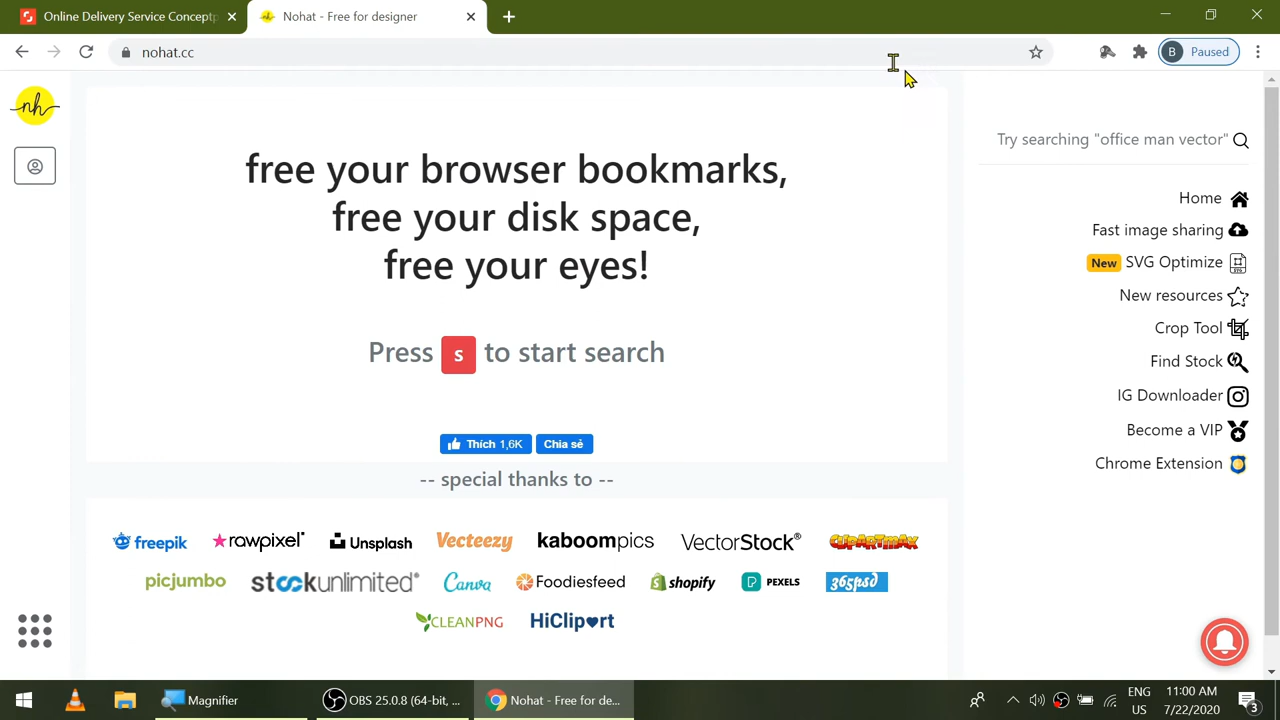 Online Delivery Service Conceptp
Nohat - Free for designer
nohat.cc
B Paused
nh
free your browser bookmarks,
free your disk space,
free your eyes!
Press s to start search
Thích 1,6K Chia sẻ
-- special thanks to --
freepik rawpixel Unsplash Vecteezy kaboompics VectorStock® CLIPARTMAX
picjumbo stockunlimited® Canva Foodiesfeed shopify PEXELS 365psd
CLEANPNG HiClipart
Try searching "office man vector"
Home
Fast image sharing
New SVG Optimize
New resources
Crop Tool
Find Stock
IG Downloader
Become a VIP
Chrome Extension
Magnifier
OBS 25.0.8 (64-bit, ...
Nohat - Free for de...
ENG
US
11:00 AM
7/22/2020
3